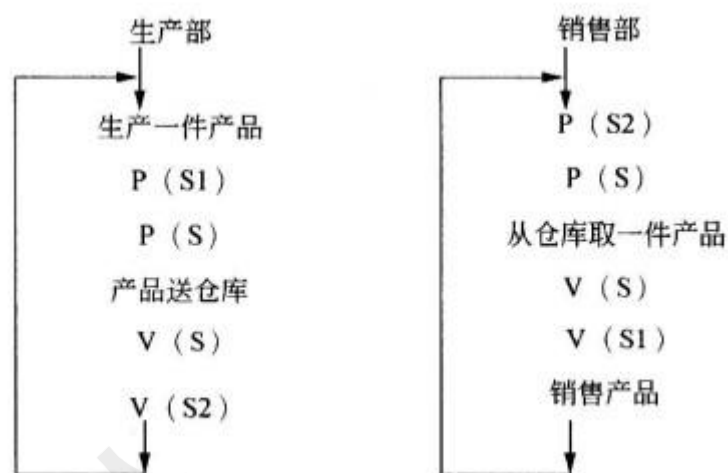 生产部
生产一件产品
P（S1）
P（S）
产品送仓库
V（S）
V（S2）
销售部
P（S2）
P（S）
从仓库取一件产品
V（S）
V（S1）
销售产品